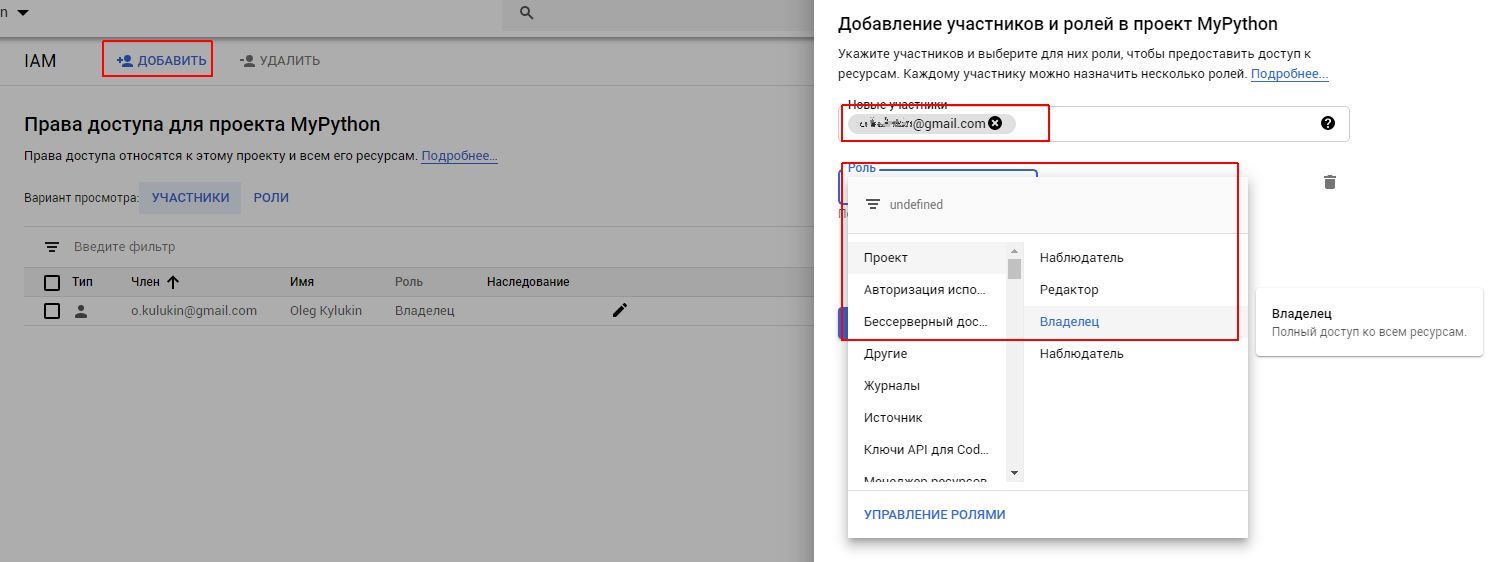 n
IAM
ДОБАВИТЬ
УДАЛИТЬ
Права доступа для проекта MyPython
Права доступа относятся к этому проекту и всем его ресурсам. Подробнее...
Вариант просмотра: УЧАСТНИКИ РОЛИ
Введите фильтр
Тип Член Имя Роль Наследование
o.kulukin@gmail.com Oleg Kylukin Владелец
Добавление участников и ролей в проект MyPython
Укажите участников и выберите для них роли, чтобы предоставить доступ к
ресурсам. Каждому участнику можно назначить несколько ролей. Подробнее...
Новые участники
@gmail.com
Роль
undefined
Проект
Авторизация испо...
Бессерверный дос...
Другие
Журналы
Источник
Ключи API для Cod...
Менеджер ресурсов
Наблюдатель
Редактор
Владелец
Наблюдатель
УПРАВЛЕНИЕ РОЛЯМИ
Владелец
Полный доступ ко всем ресурсам.